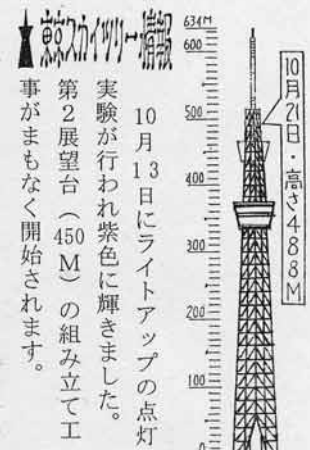 東京スカイツリー情報
10月13日にライトアップの点灯
実験が行われ紫色に輝きました。
第2展望台(450M)の組み立て工
事がまもなく開始されます。
634M
600
500
400
300
200
100
0
10月21日・高さ488M